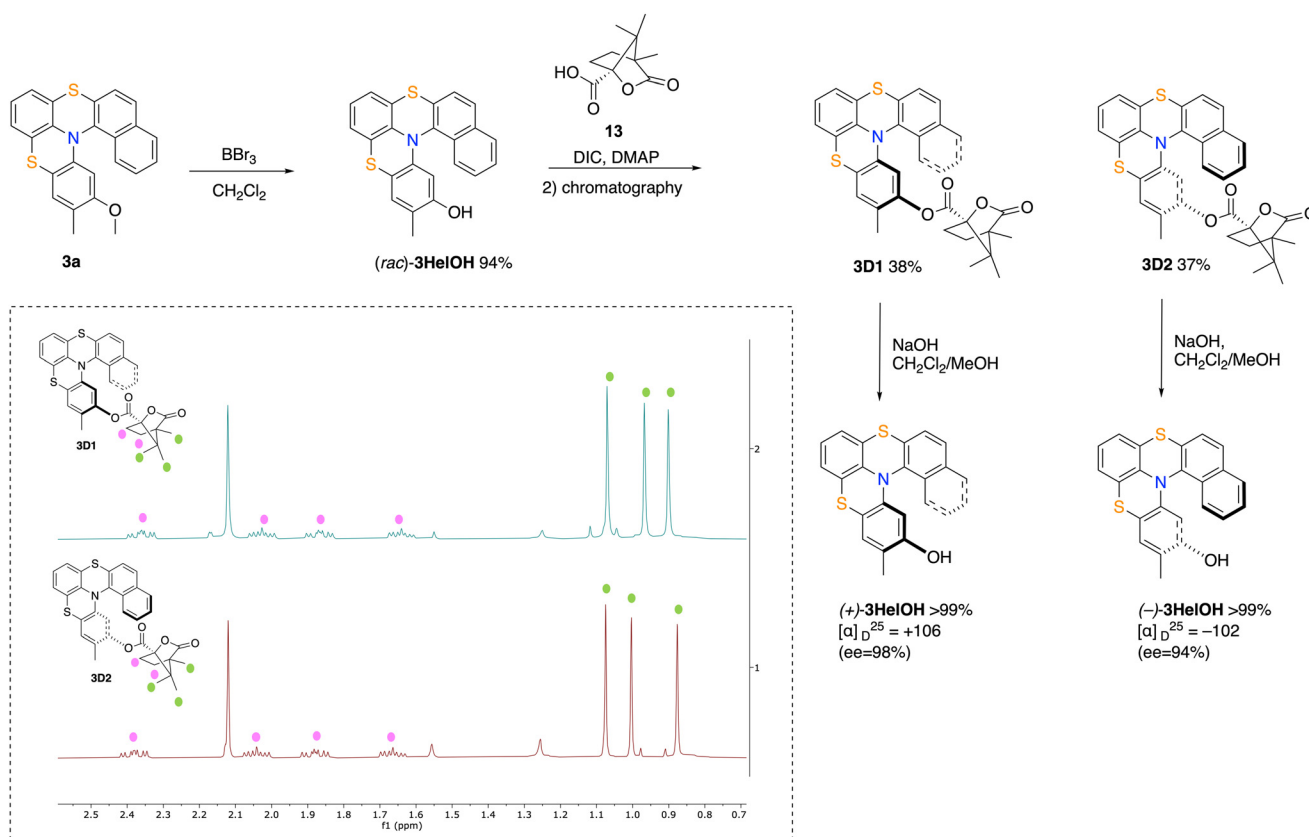 S
N
S
O
3a
BBr3
CH2Cl2
S
N
S
OH
(rac)-3HelOH 94%
HO
O
O
O
13
DIC, DMAP
2) chromatography
S
N
S
O
O
O
O
3D1 38%
S
N
S
O
O
O
O
3D2 37%
NaOH
CH2Cl2/MeOH
NaOH,
CH2Cl2/MeOH
S
N
S
OH
(+)-3HelOH >99%
[α]D25 = +106
(ee=98%)
S
N
S
OH
(–)-3HelOH >99%
[α]D25 = –102
(ee=94%)
S
N
S
O
O
O
O
3D1
2
S
N
S
O
O
O
O
3D2
1
2.5 2.4 2.3 2.2 2.1 2.0 1.9 1.8 1.7 1.6 1.5 1.4 1.3 1.2 1.1 1.0 0.9 0.8 0.7
f1 (ppm)